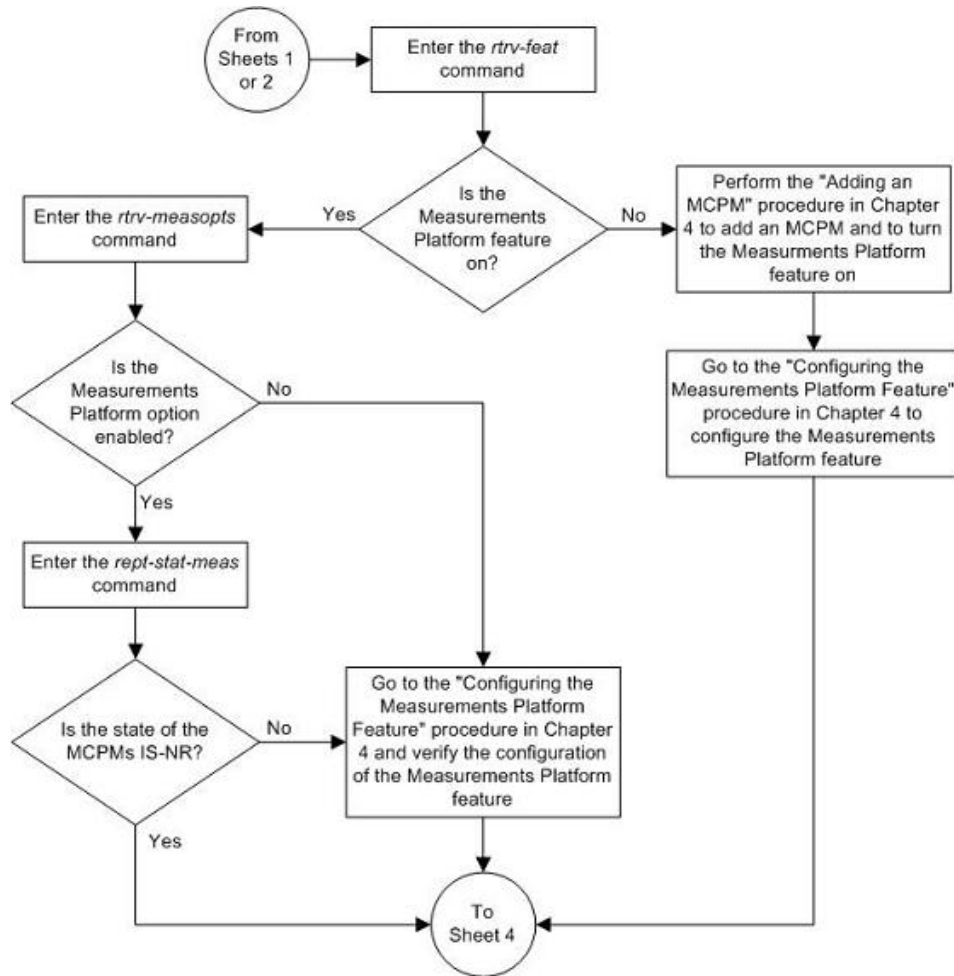 From
Sheets 1
or 2
Enter the rtrv-feat
command
Is the
Measurements
Platform feature
on?
Yes
No
Enter the rtrv-measopts
command
Perform the "Adding an
MCPM" procedure in Chapter
4 to add an MCPM and to turn
the Measurments Platform
feature on
Is the
Measurements
Platform option
enabled?
No
Yes
Go to the "Configuring the
Measurements Platform Feature"
procedure in Chapter 4 to
configure the Measurements
Platform feature
Enter the rept-stat-meas
command
Is the state of the
MCPMs IS-NR?
No
Yes
Go to the "Configuring the
Measurements Platform
Feature" procedure in Chapter
4 and verify the configuration
of the Measurements Platform
feature
To
Sheet 4